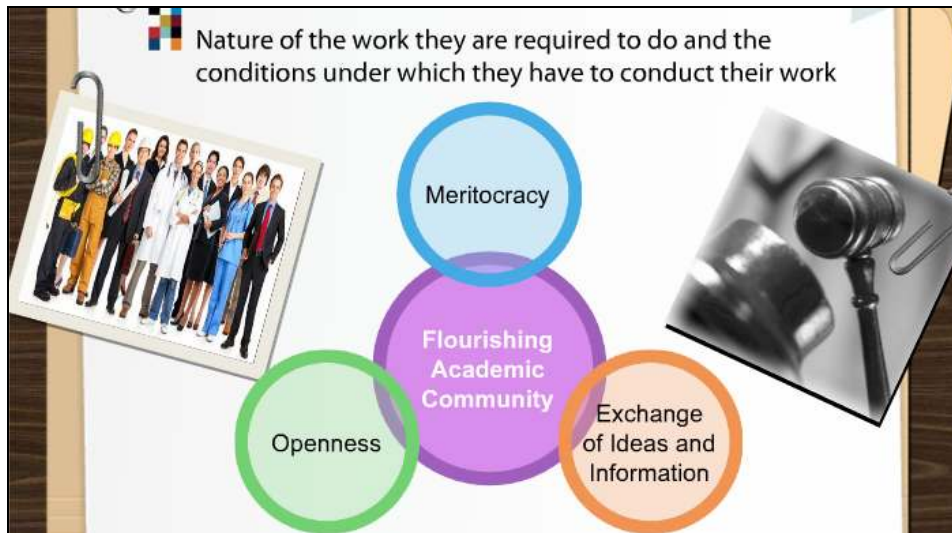 Nature of the work they are required to do and the
conditions under which they have to conduct their work
Meritocracy
Flourishing
Academic
Community
Openness
Exchange
of Ideas and
Information